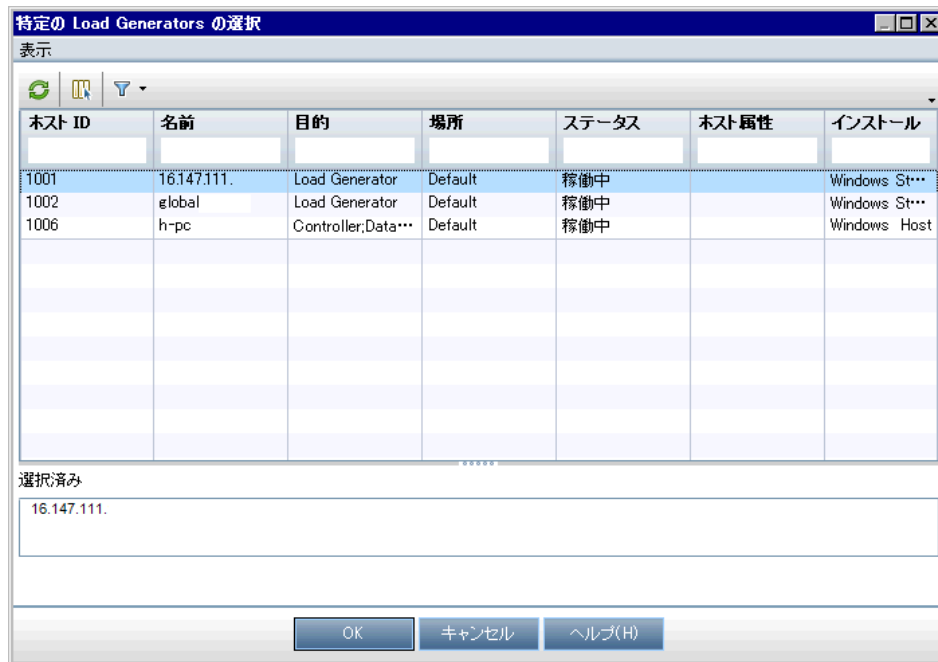 特定の Load Generators の選択
表示
ホスト ID 名前 目的 場所 ステータス ホスト属性 インストール
1001 16.147.111. Load Generator Default 稼働中 Windows St…
1002 global Load Generator Default 稼働中 Windows St…
1006 h-pc Controller;Data… Default 稼働中 Windows Host
選択済み
16.147.111.
OK キャンセル ヘルプ(H)